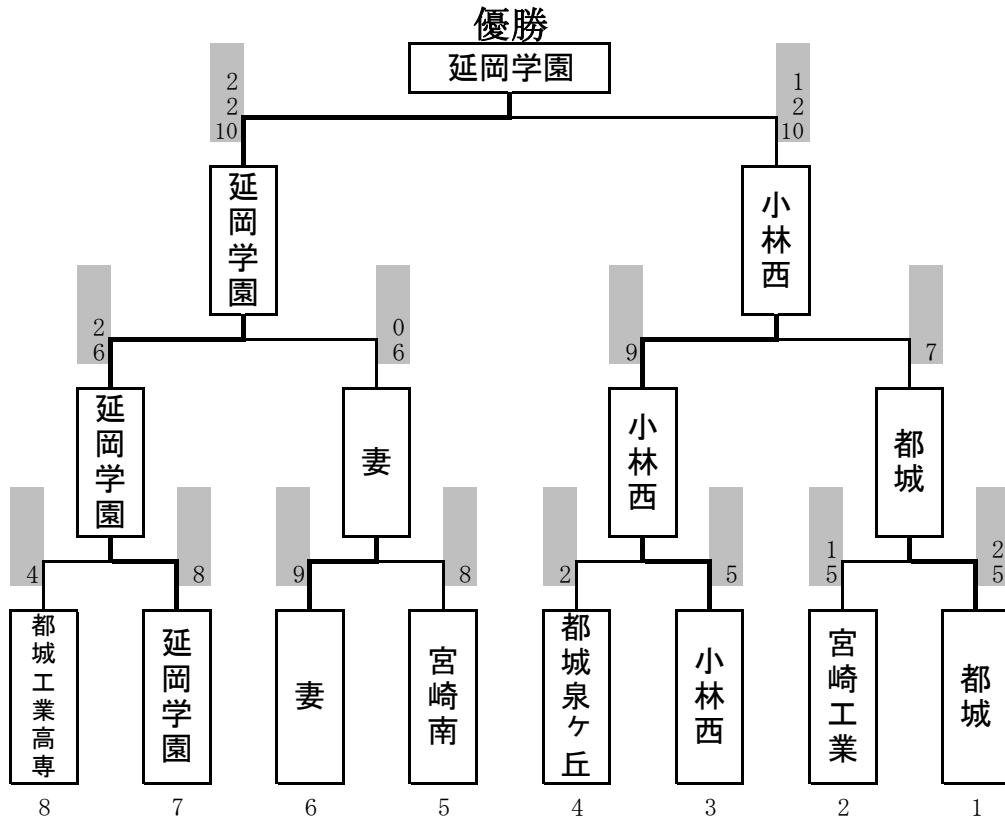 優勝
延岡学園
2 1
2 2
10 10
延岡学園 小林西
2 0
6 6 9 7
延岡学園 妻 小林西 都城
1 2
4 8 9 8 2 5 5 5
都城工業高専 延岡学園 妻 宮崎南 都城泉ヶ丘 小林西 宮崎工業 都城
8 7 6 5 4 3 2 1